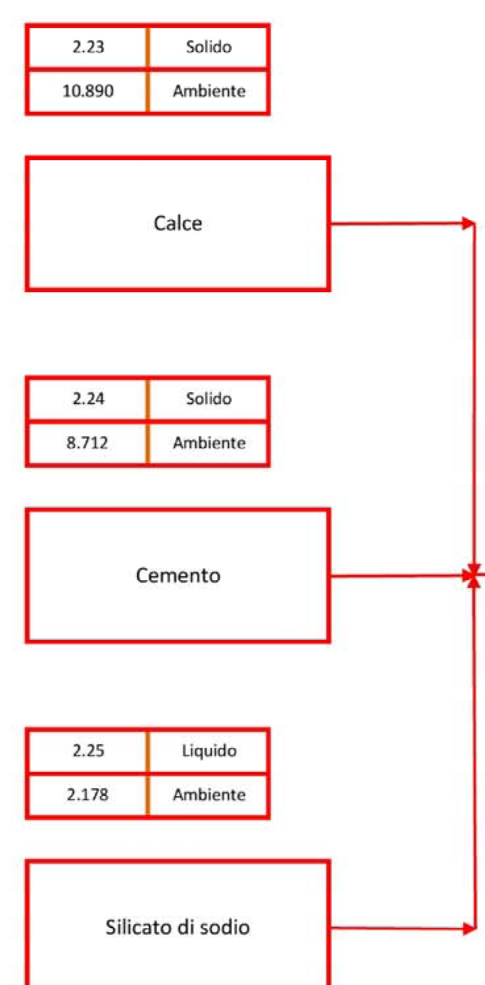 2.23 Solido
10.890 Ambiente
Calce
2.24 Solido
8.712 Ambiente
Cemento
2.25 Liquido
2.178 Ambiente
Silicato di sodio